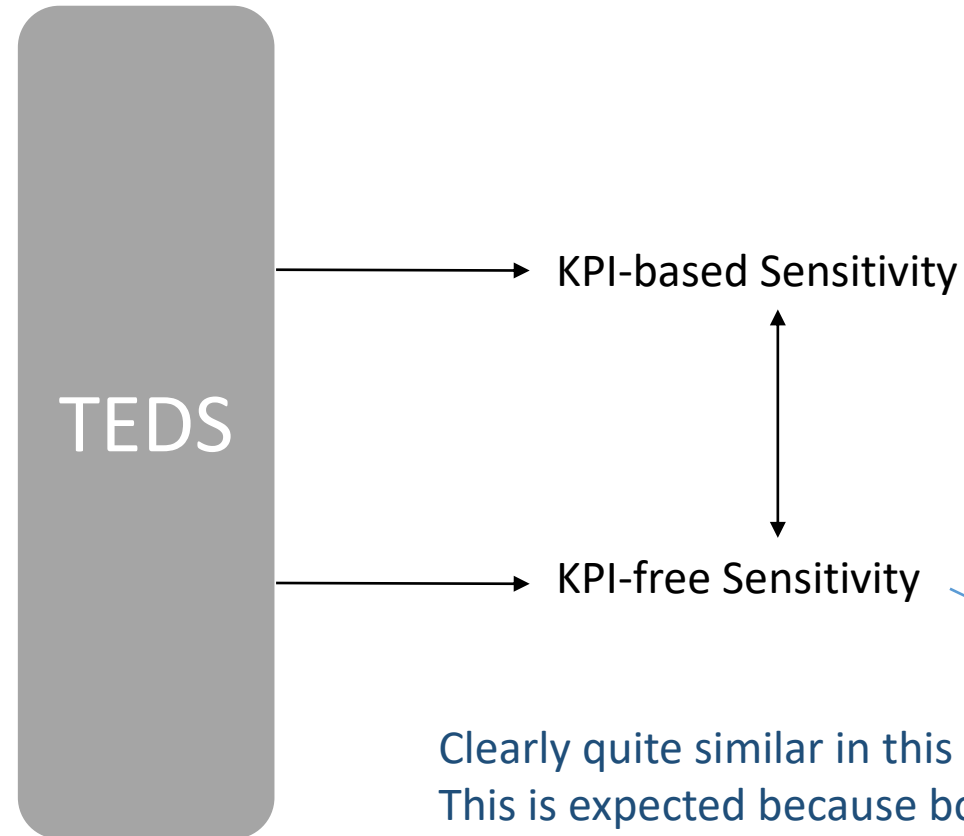 KPI-based Sensitivity
TEDS
KPI-free Sensitivity
Clearly quite similar in this
This is expected because